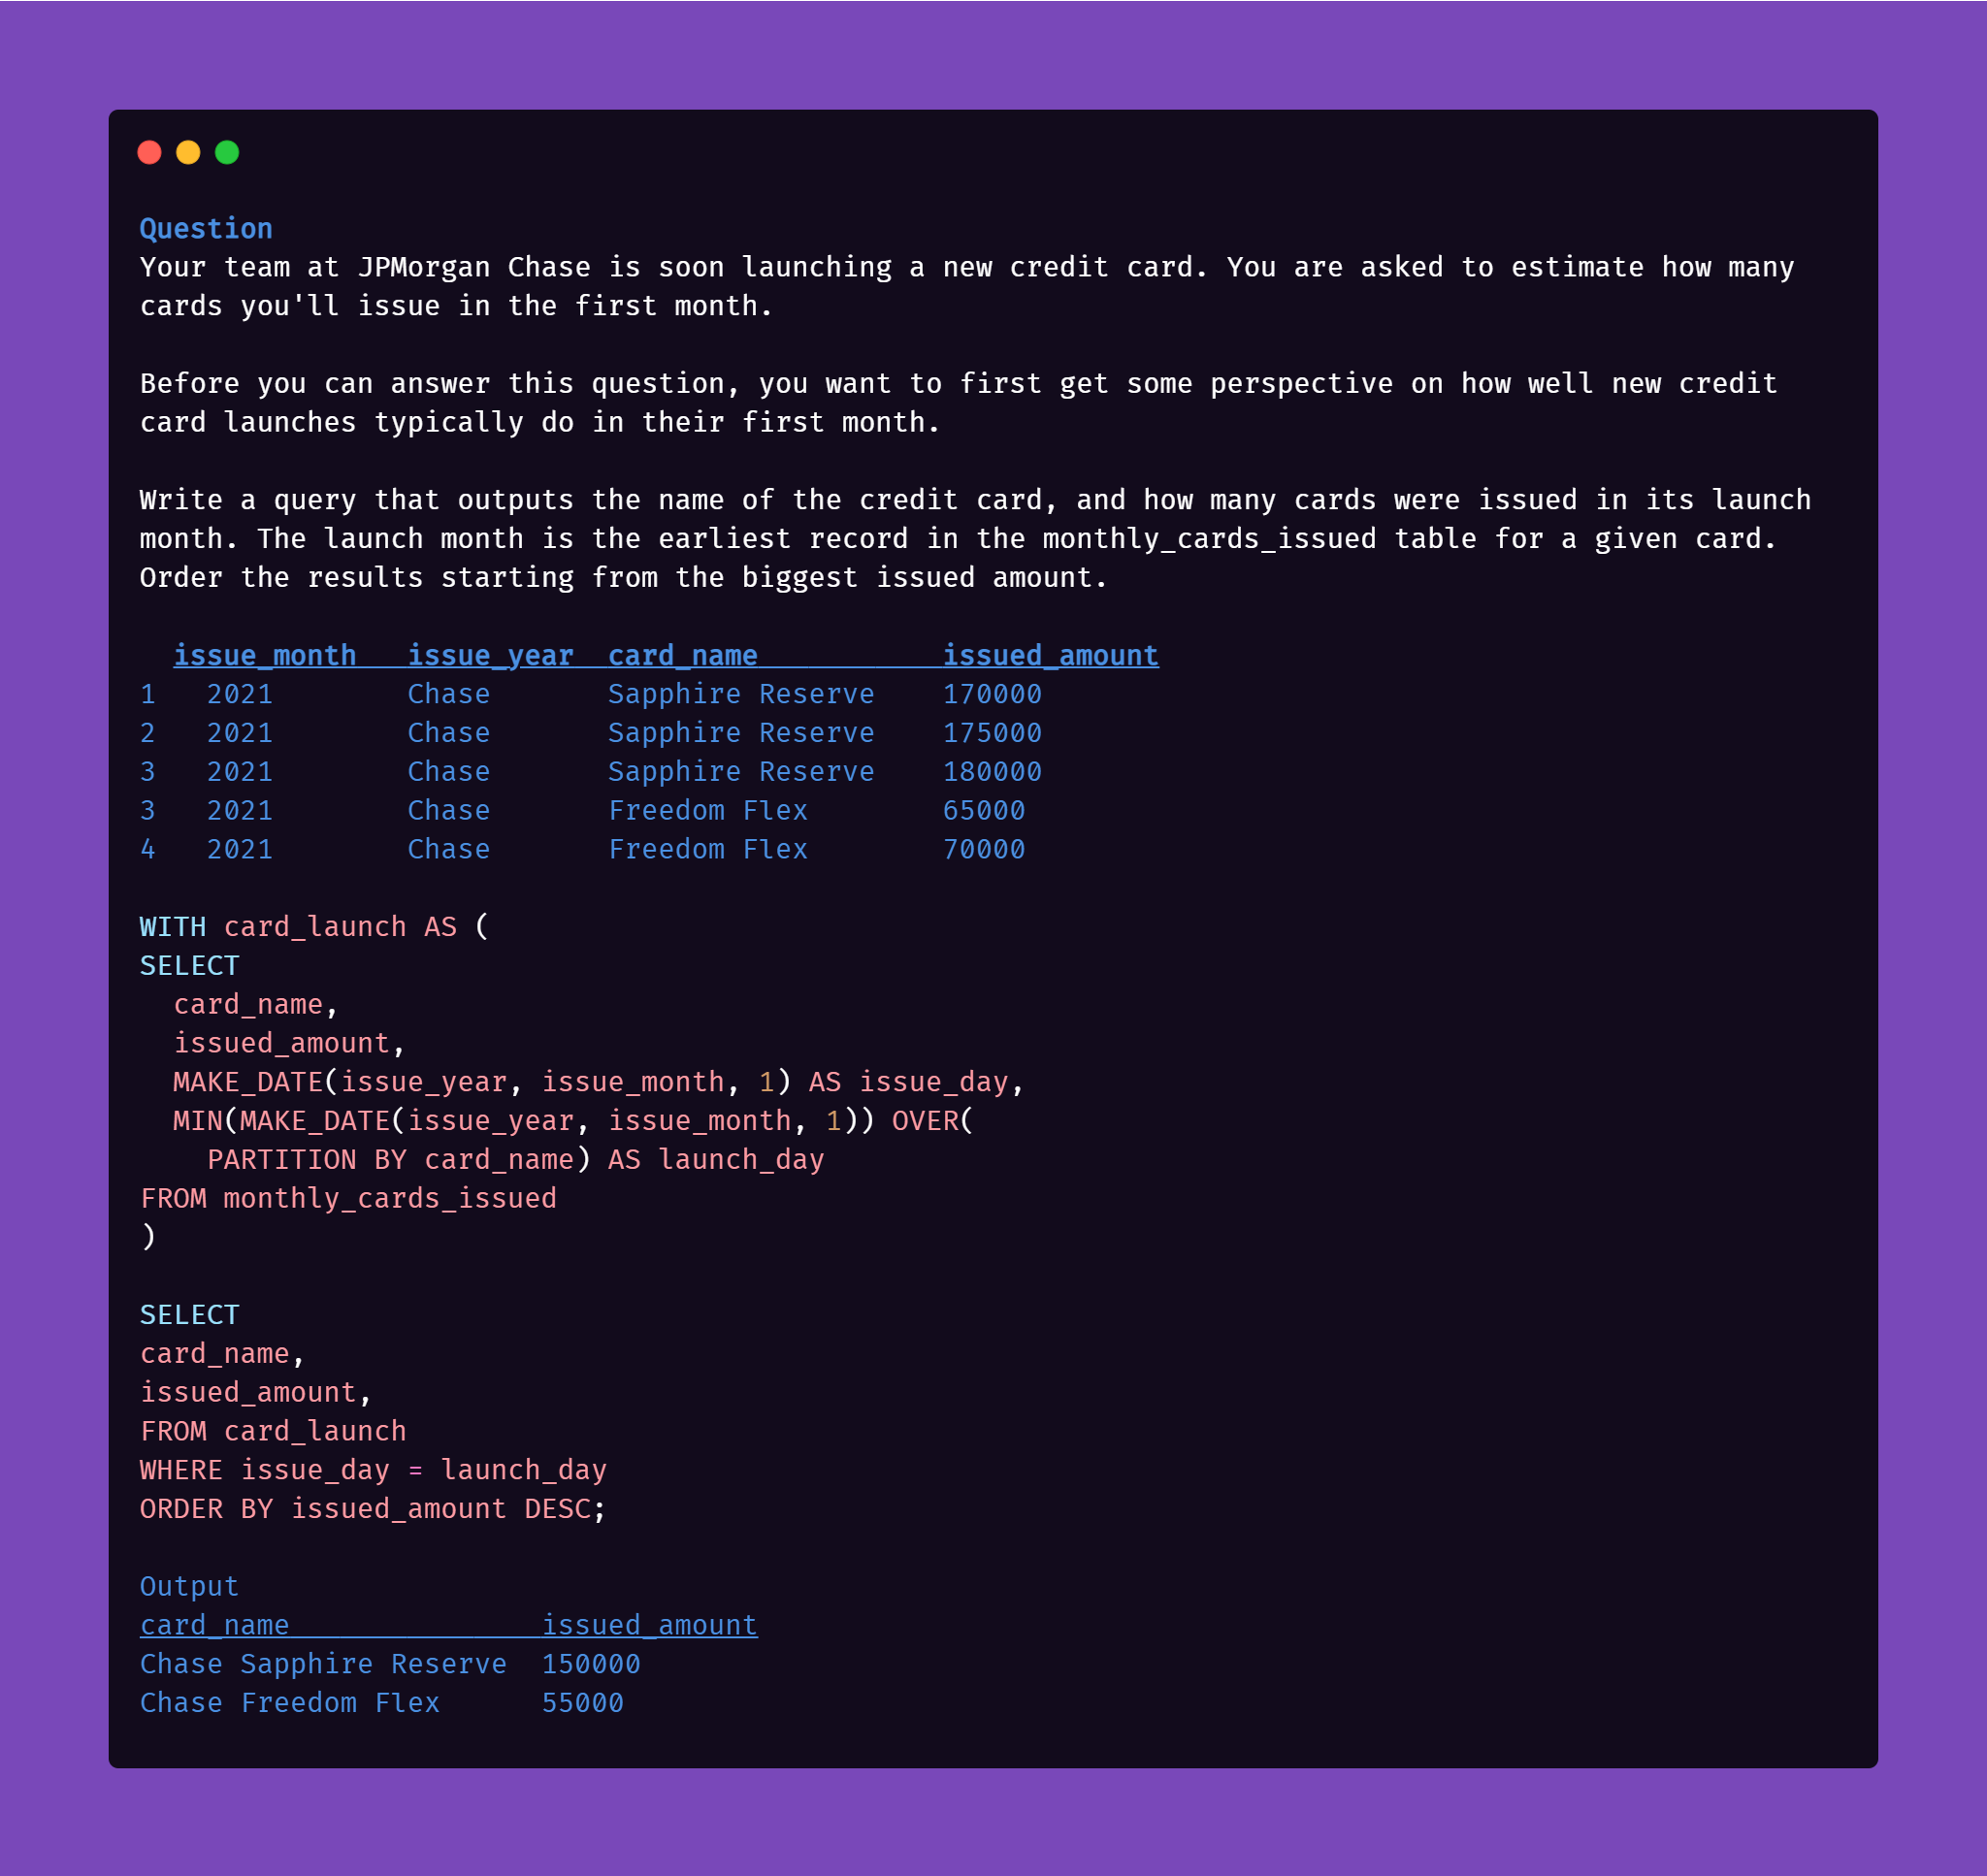 Question
Your team at JPMorgan Chase is soon launching a new credit card. You are asked to estimate how many
cards you'll issue in the first month.
Before you can answer this question, you want to first get some perspective on how well new credit
card launches typically do in their first month.
Write a query that outputs the name of the credit card, and how many cards were issued in its launch
month. The launch month is the earliest record in the monthly_cards_issued table for a given card.
Order the results starting from the biggest issued amount.
issue_month   issue_year  card_name           issued_amount
1   2021        Chase       Sapphire Reserve    170000
2   2021        Chase       Sapphire Reserve    175000
3   2021        Chase       Sapphire Reserve    180000
3   2021        Chase       Freedom Flex        65000
4   2021        Chase       Freedom Flex        70000
WITH card_launch AS (
SELECT
  card_name,
  issued_amount,
  MAKE_DATE(issue_year, issue_month, 1) AS issue_day,
  MIN(MAKE_DATE(issue_year, issue_month, 1)) OVER(
    PARTITION BY card_name) AS launch_day
FROM monthly_cards_issued
)
SELECT
card_name,
issued_amount,
FROM card_launch
WHERE issue_day = launch_day
ORDER BY issued_amount DESC;
Output
card_name               issued_amount
Chase Sapphire Reserve  150000
Chase Freedom Flex      55000